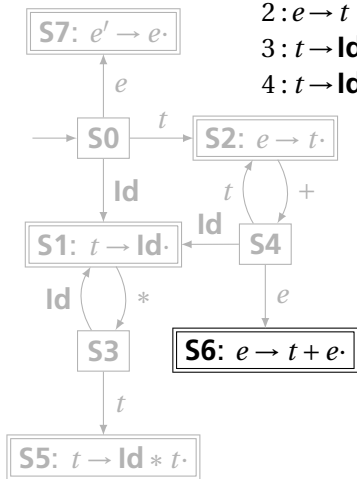 2 : e → t
S7: e′ → e·
3 : t → Id
4 : t → Id
e
t
S0
S2: e → t·
Id
t
+
Id
S1: t → Id·
S4
Id
*
e
S3
S6: e → t + e·
t
S5: t → Id * t·